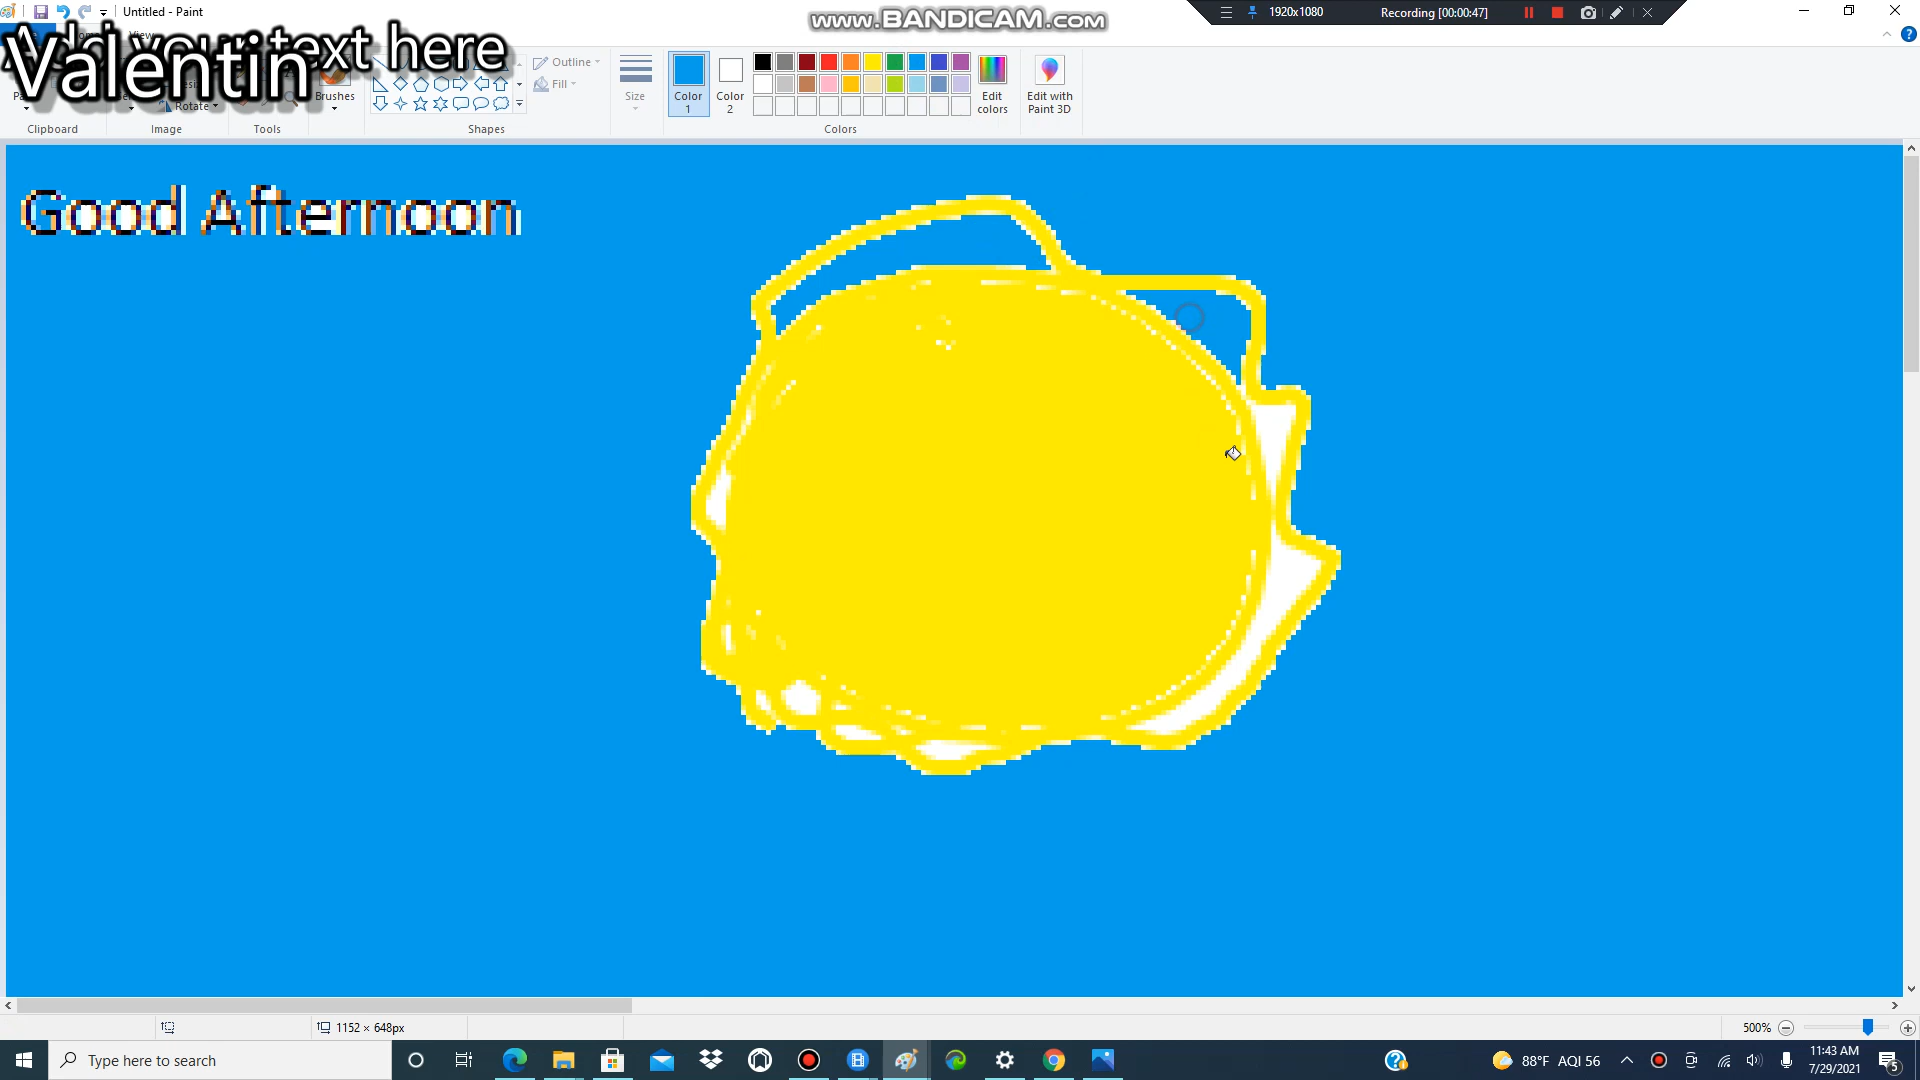 Untitled - Paint
www.BANDICAM.com
1920x1080
Recording [00:00:47]
View
text here
Valentin
Rotate
Brushes
Outline
Fill
Size
Color 1
Color 2
Edit colors
Edit with Paint 3D
Clipboard
Image
Tools
Shapes
Colors
Good Afternoon
1152 × 648px
500%
Type here to search
88°F AQI 56
11:43 AM
7/29/2021
5